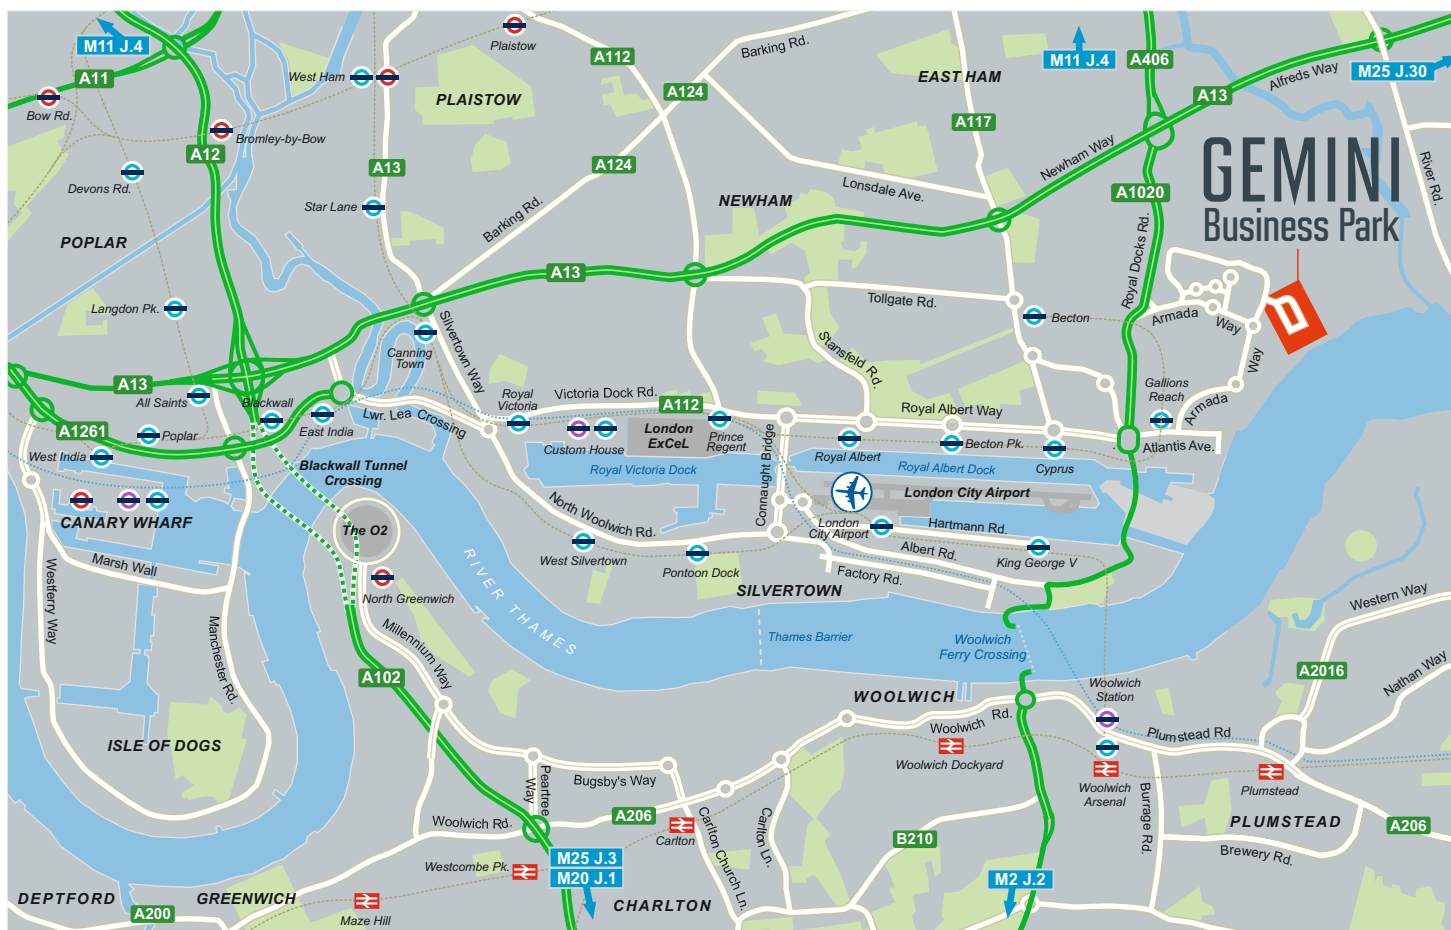 M11 J.4
A11
Bow Rd.
Bromley-by-Bow
A12
Devons Rd.
POPLAR
Langdon Pk.
West Ham
Plaistow
PLAISTOW
A13
Star Lane
Barking Rd.
A112
A124
A124
Barking Rd.
EAST HAM
M11 J.4
A406
A117
Newham Way
A13
Alfreds Way
M25 J.30
River Rd.
A1020
Royal Docks Rd.
GEMINI
Business Park
NEWHAM
Lonsdale Ave.
A13
Tollgate Rd.
Becton
Armada
Way
Way
Armada
Gallions
Reach
Atlantis Ave.
Stansfeld Rd.
Silvertown Way
Canning
Town
A13
All Saints
Blackwall
East India
A1261
Poplar
West India
CANARY WHARF
Lwr. Lea Crossing
Royal
Victoria
Victoria Dock Rd.
A112
Custom House
London
ExCeL
Prince
Regent
Royal Albert Way
Royal Albert
Becton Pk.
Cyprus
Royal Victoria Dock
Royal Albert Dock
Connaught Bridge
London City Airport
London
City Airport
Hartmann Rd.
Albert Rd.
King George V
Factory Rd.
North Woolwich Rd.
West Silvertown
Pontoon Dock
SILVERTOWN
Blackwall Tunnel
Crossing
The O2
North Greenwich
RIVER THAMES
Thames Barrier
Woolwich
Ferry Crossing
Marsh Wall
Westferry Way
Manchester Rd.
ISLE OF DOGS
Millennium Way
A102
WOOLWICH
Woolwich Rd.
Woolwich Dockyard
Woolwich
Station
Woolwich
Arsenal
Plumstead Rd
Plumstead
A2016
Western Way
Nathan Way
Peartree
Way
Bugsby's Way
Woolwich Rd.
A206
Carlton
Carlton Church Ln.
Carlton Ln.
B210
Burrage Rd.
PLUMSTEAD
Brewery Rd.
A206
Westcombe Pk.
M25 J.3
M20 J.1
M2 J.2
CHARLTON
Maze Hill
GREENWICH
DEPTFORD
A200